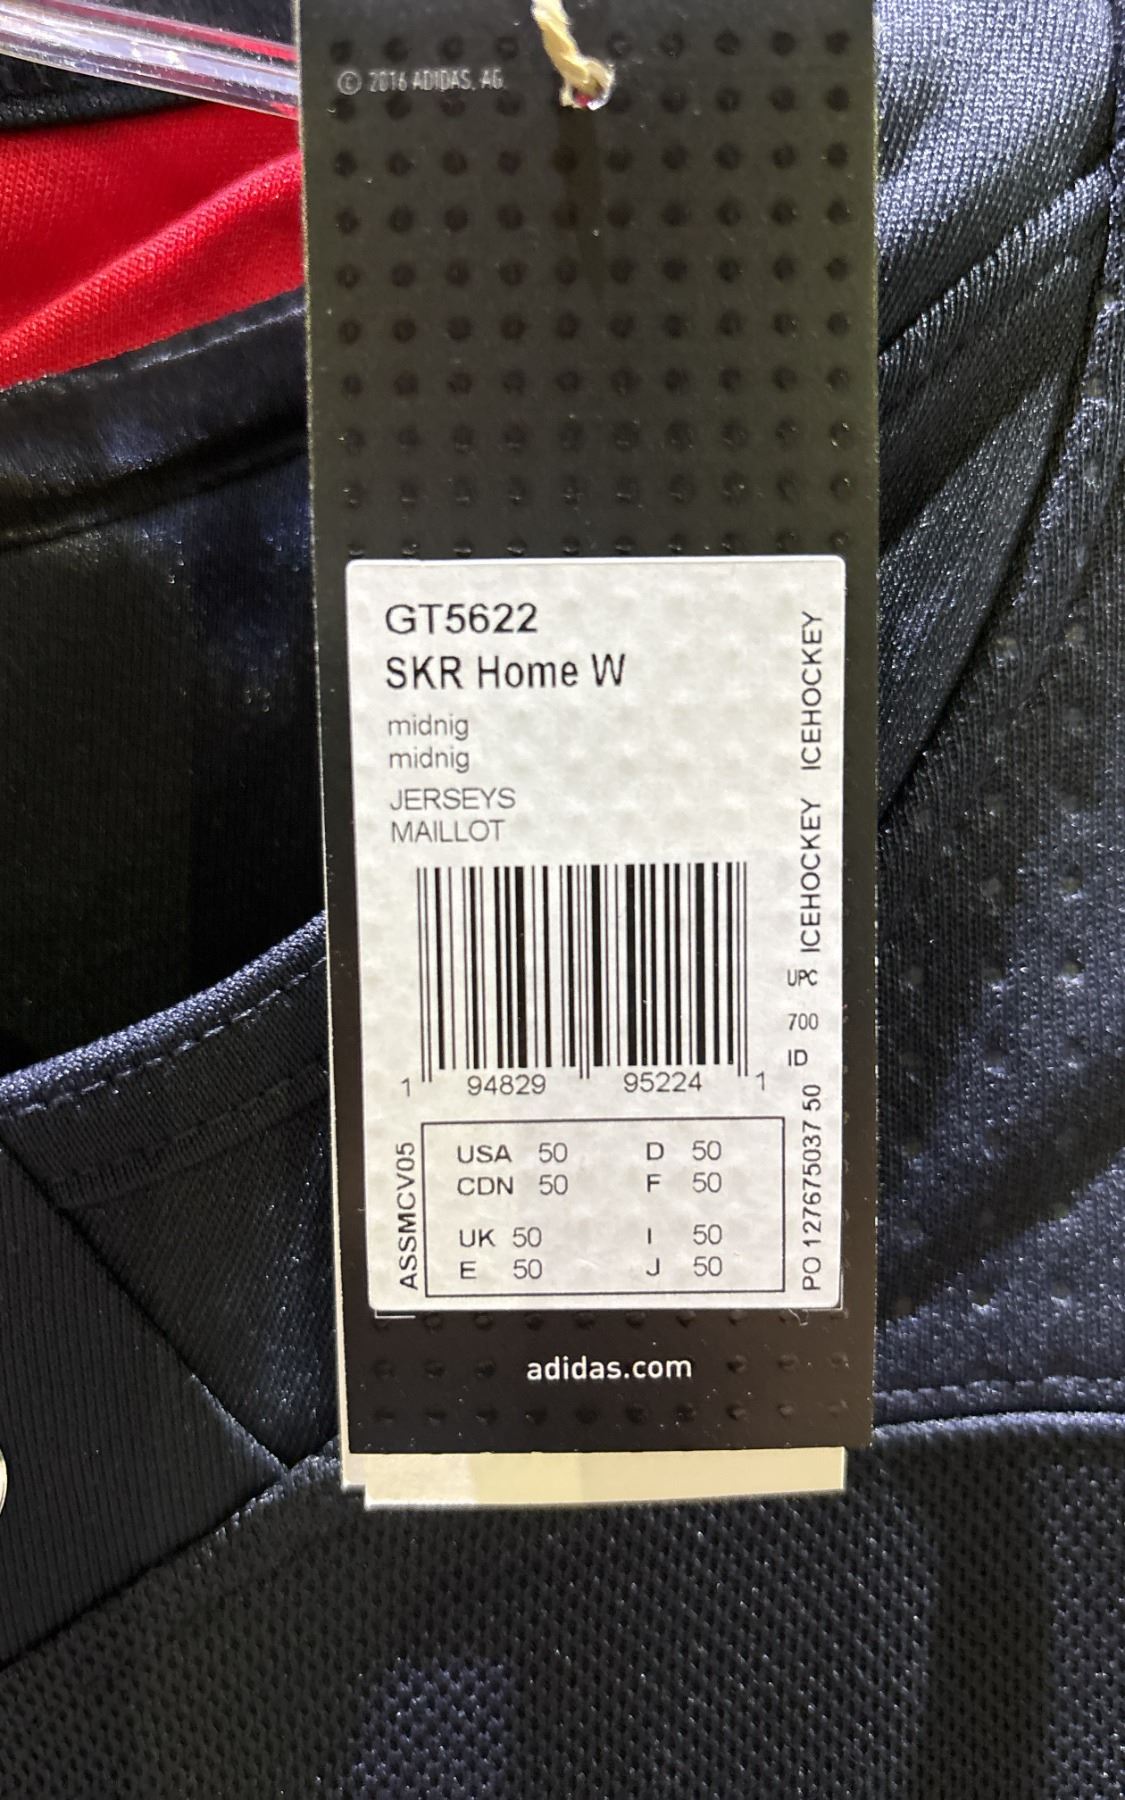 © 2016 ADIDAS, AG.
GT5622
SKR Home W
midnig
midnig
JERSEYS
MAILLOT
1 94829 95224 1
USA 50 D 50
CDN 50 F 50
UK 50 I 50
E 50 J 50
ASSMCV05
ICEHOCKEY ICEHOCKEY
UPC
700
ID
PO 127675037 50
adidas.com